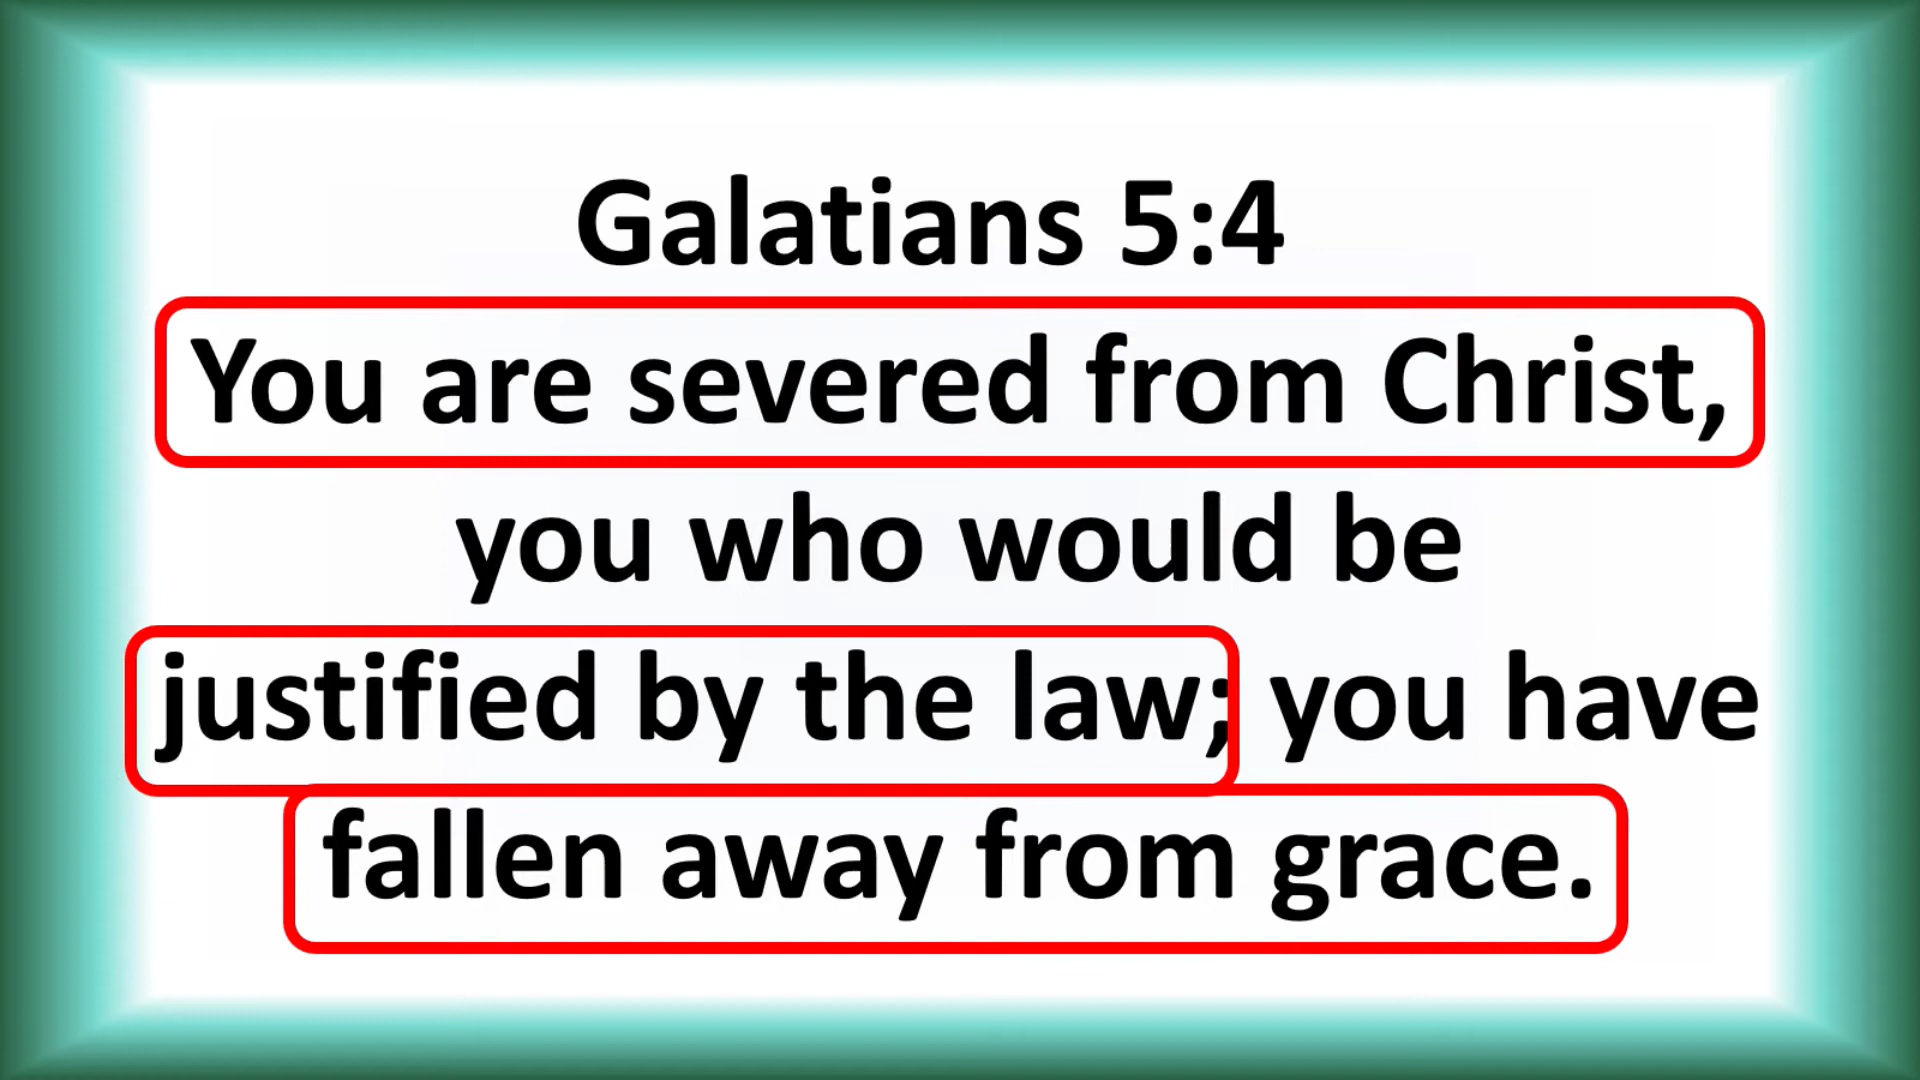 Galatians 5:4
You are severed from Christ,
you who would be
justified by the law; you have
fallen away from grace.